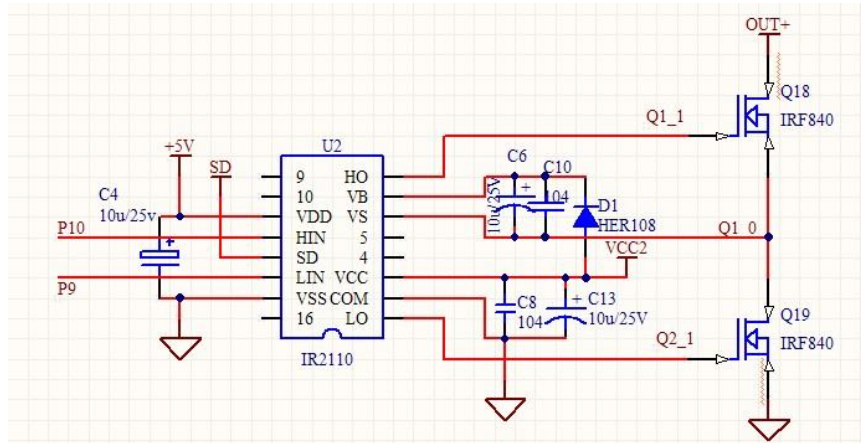 OUT+
Q18
IRF840
Q1_1
+5V
U2
SD
C4
10u/25v
9 HO
10 VB
VDD VS
HIN 5
SD 4
LIN VCC
VSS COM
16 LO
IR2110
P10
P9
C6
10u/25V
C10
104
D1
HER108
Q1_0
VCC2
C8
104
C13
10u/25V
Q2_1
Q19
IRF840